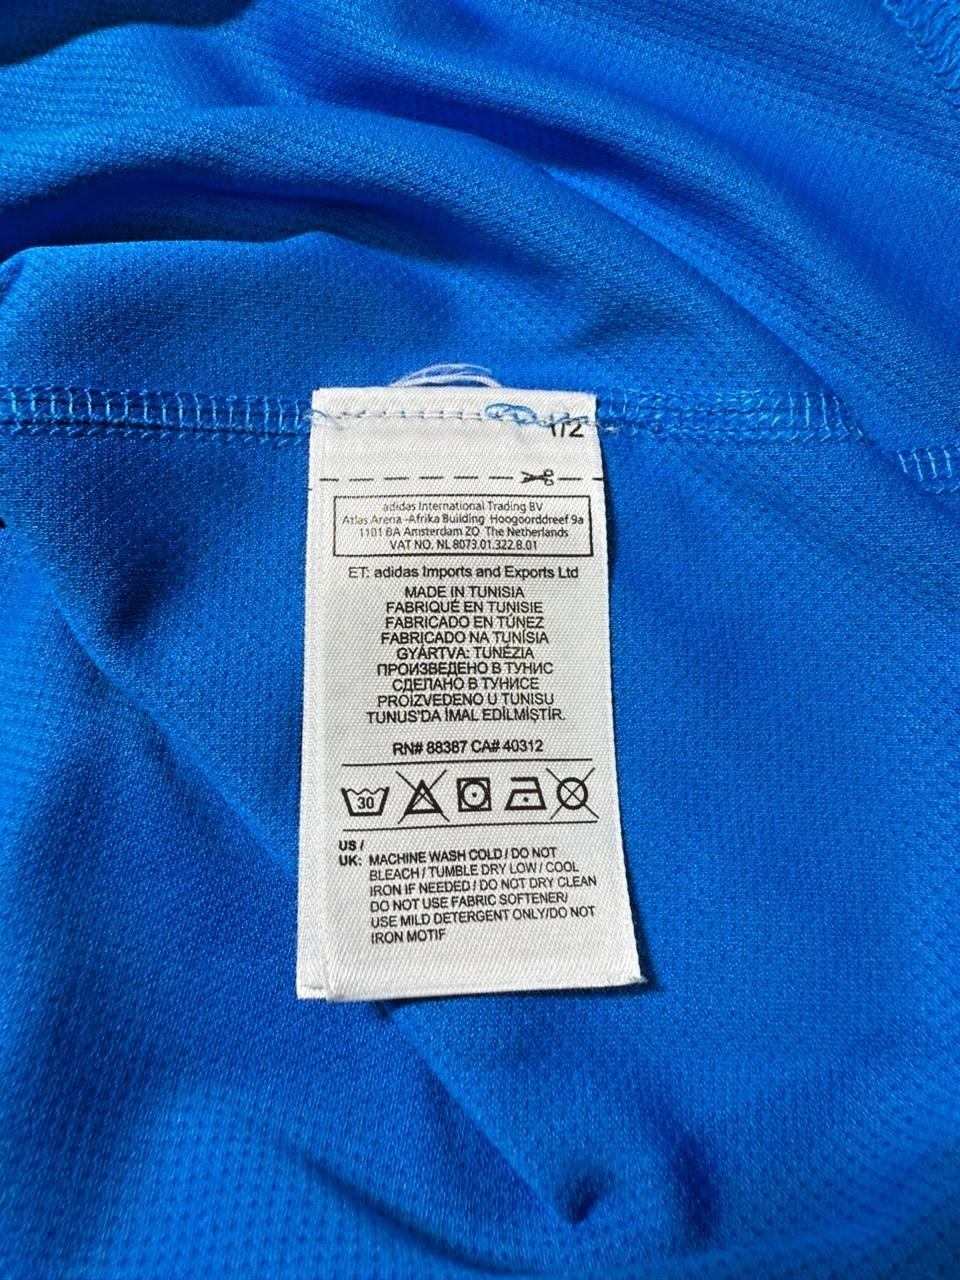 1/2
adidas International Trading BV
Atlas Arena -Afrika Building Hoogoorddreef 9a
1101 BA Amsterdam ZO The Netherlands
VAT NO. NL 8073.01.322.B.01
ET: adidas Imports and Exports Ltd
MADE IN TUNISIA
FABRIQUÉ EN TUNISIE
FABRICADO EN TÚNEZ
FABRICADO NA TUNÍSIA
GYÁRTVA: TUNÉZIA
ПРОИЗВЕДЕНО В ТУНИС
СДЕЛАНО В ТУНИСЕ
PROIZVEDENO U TUNISU
TUNUS'DA İMAL EDİLMİŞTİR.
RN# 88387 CA# 40312
30
US /
UK: MACHINE WASH COLD / DO NOT
BLEACH / TUMBLE DRY LOW / COOL
IRON IF NEEDED / DO NOT DRY CLEAN
DO NOT USE FABRIC SOFTENER/
USE MILD DETERGENT ONLY/DO NOT
IRON MOTIF